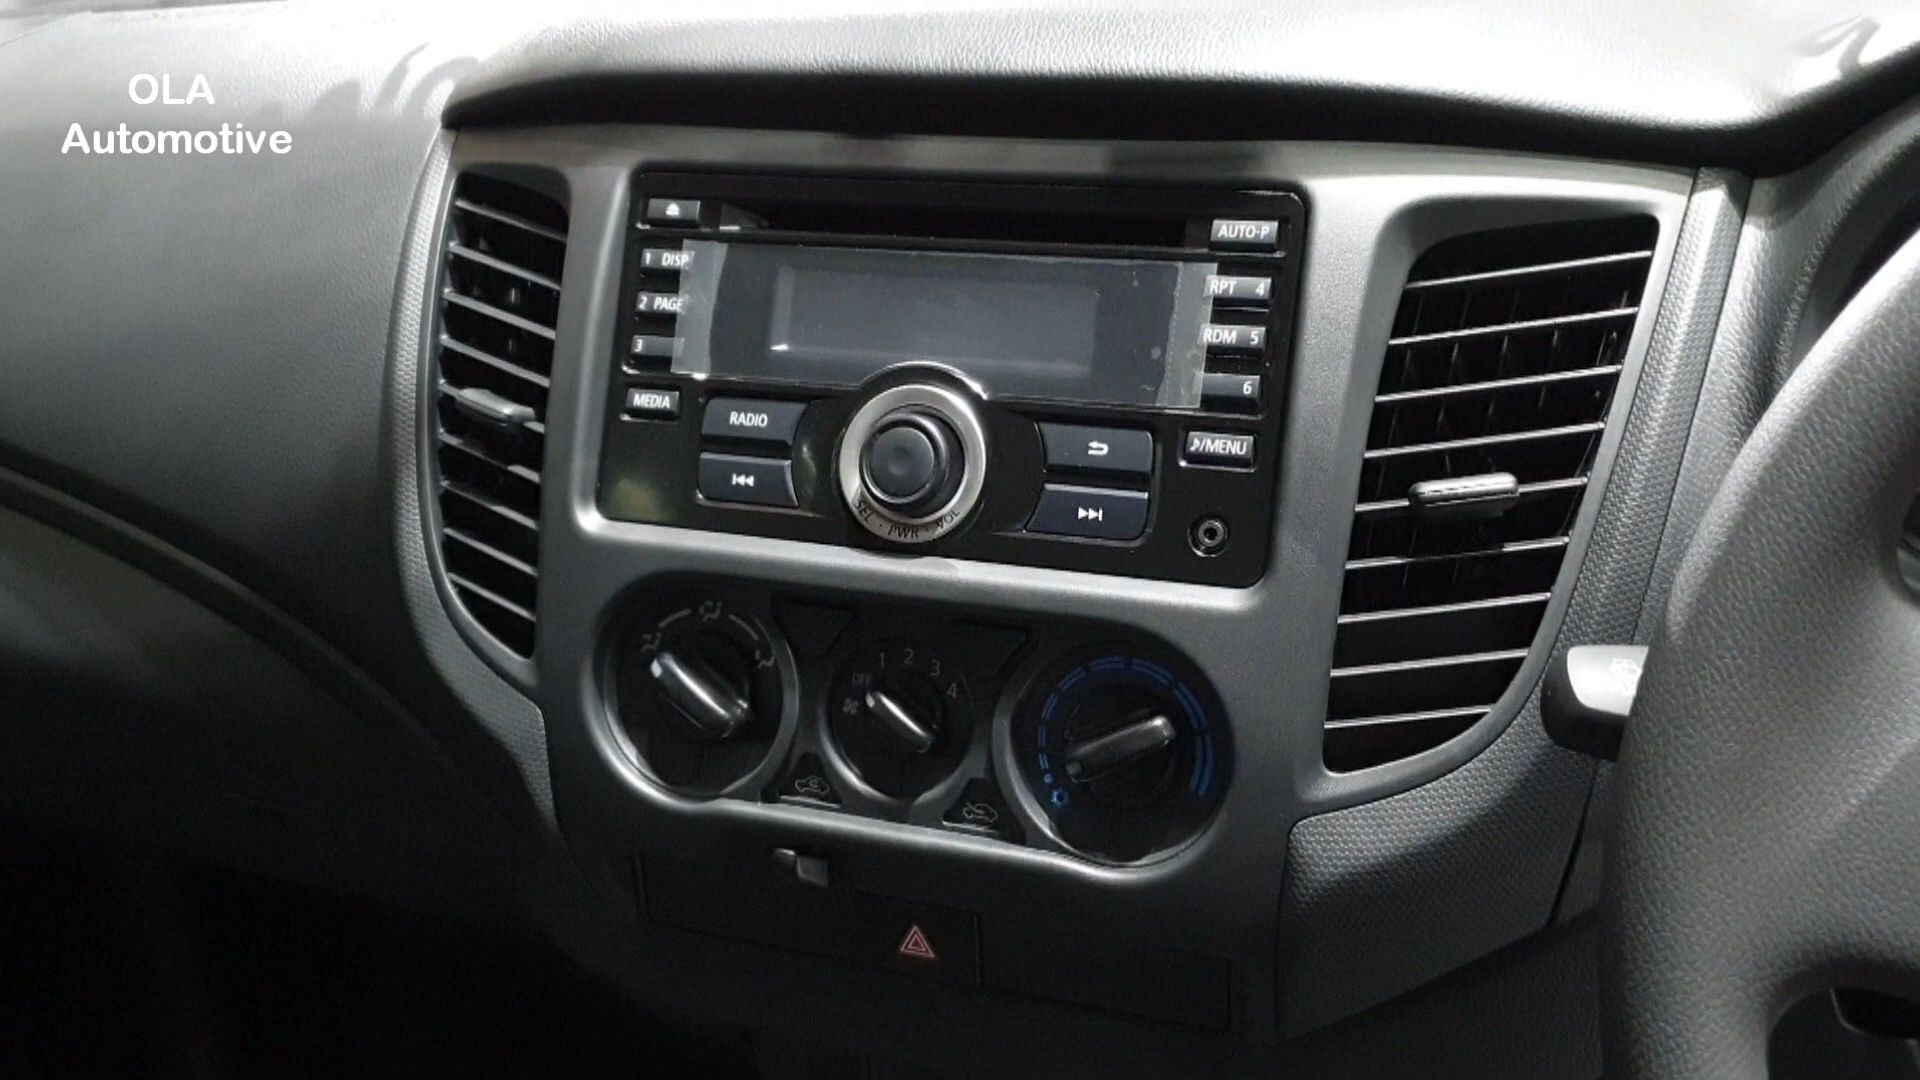 OLA
Automotive
AUTO-P
1 DISP
RPT 4
2 PAGE
RDM 5
3
6
MEDIA
RADIO
/MENU
SEL · PWR · VOL
OFF 1 2 3 4